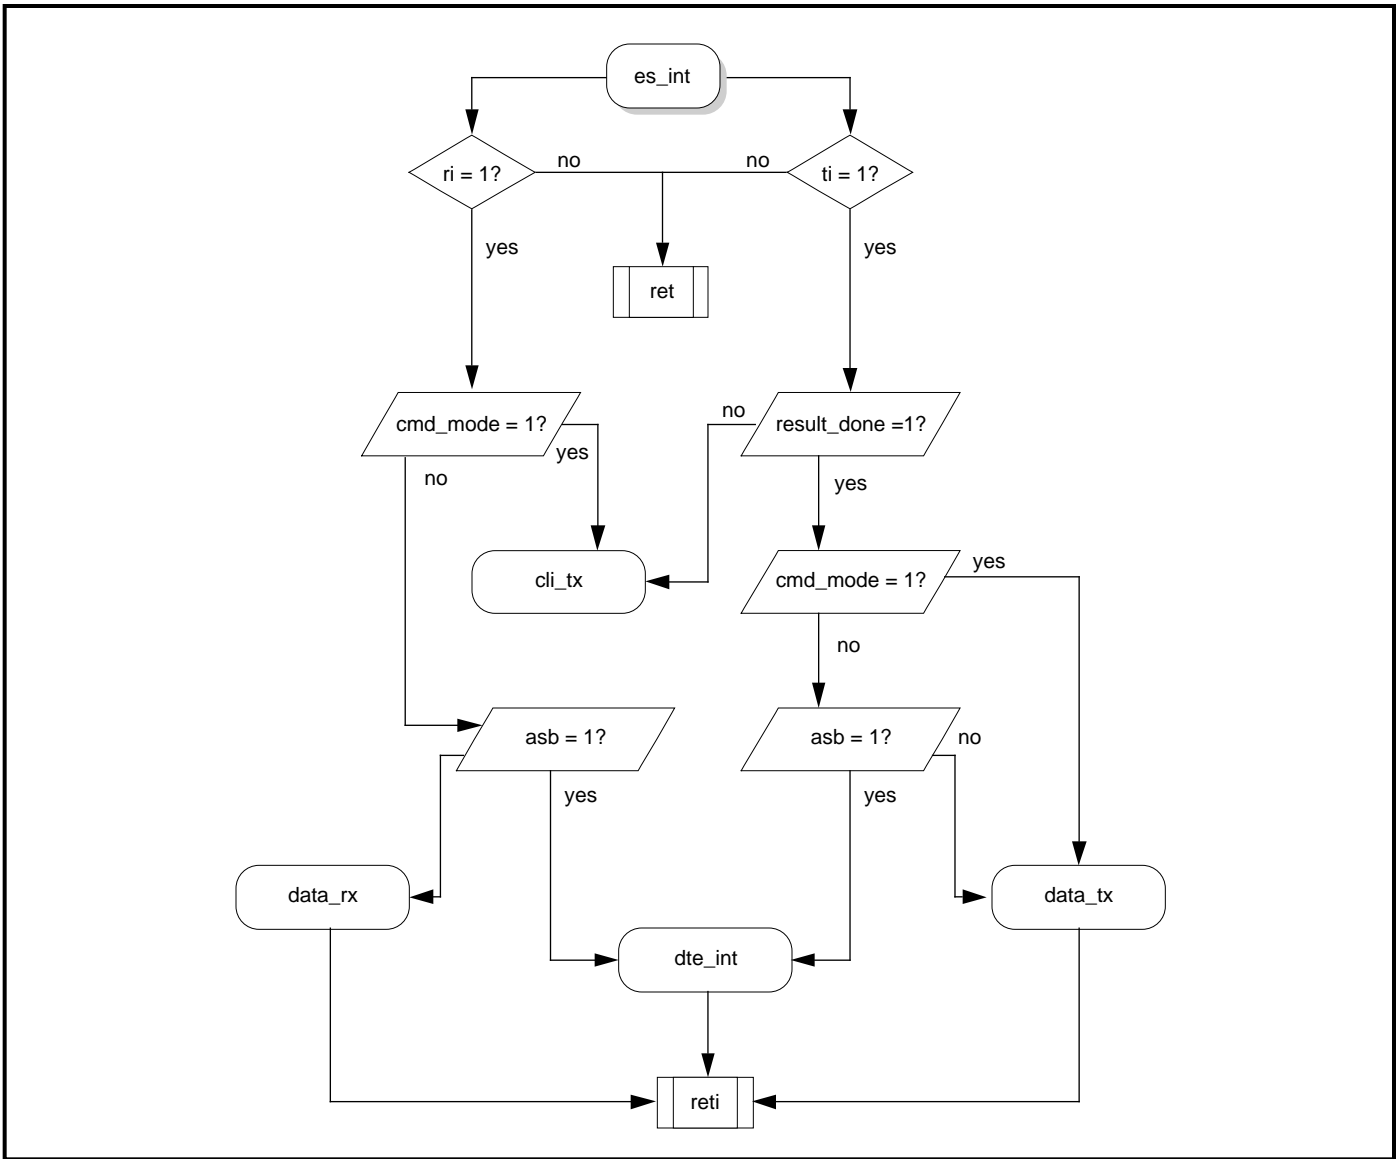 es_int
ri = 1?
no
no
ti = 1?
yes
yes
ret
cmd_mode = 1?
yes
no
no
result_done =1?
yes
cli_tx
cmd_mode = 1?
yes
no
asb = 1?
yes
asb = 1?
no
yes
data_rx
data_tx
dte_int
reti